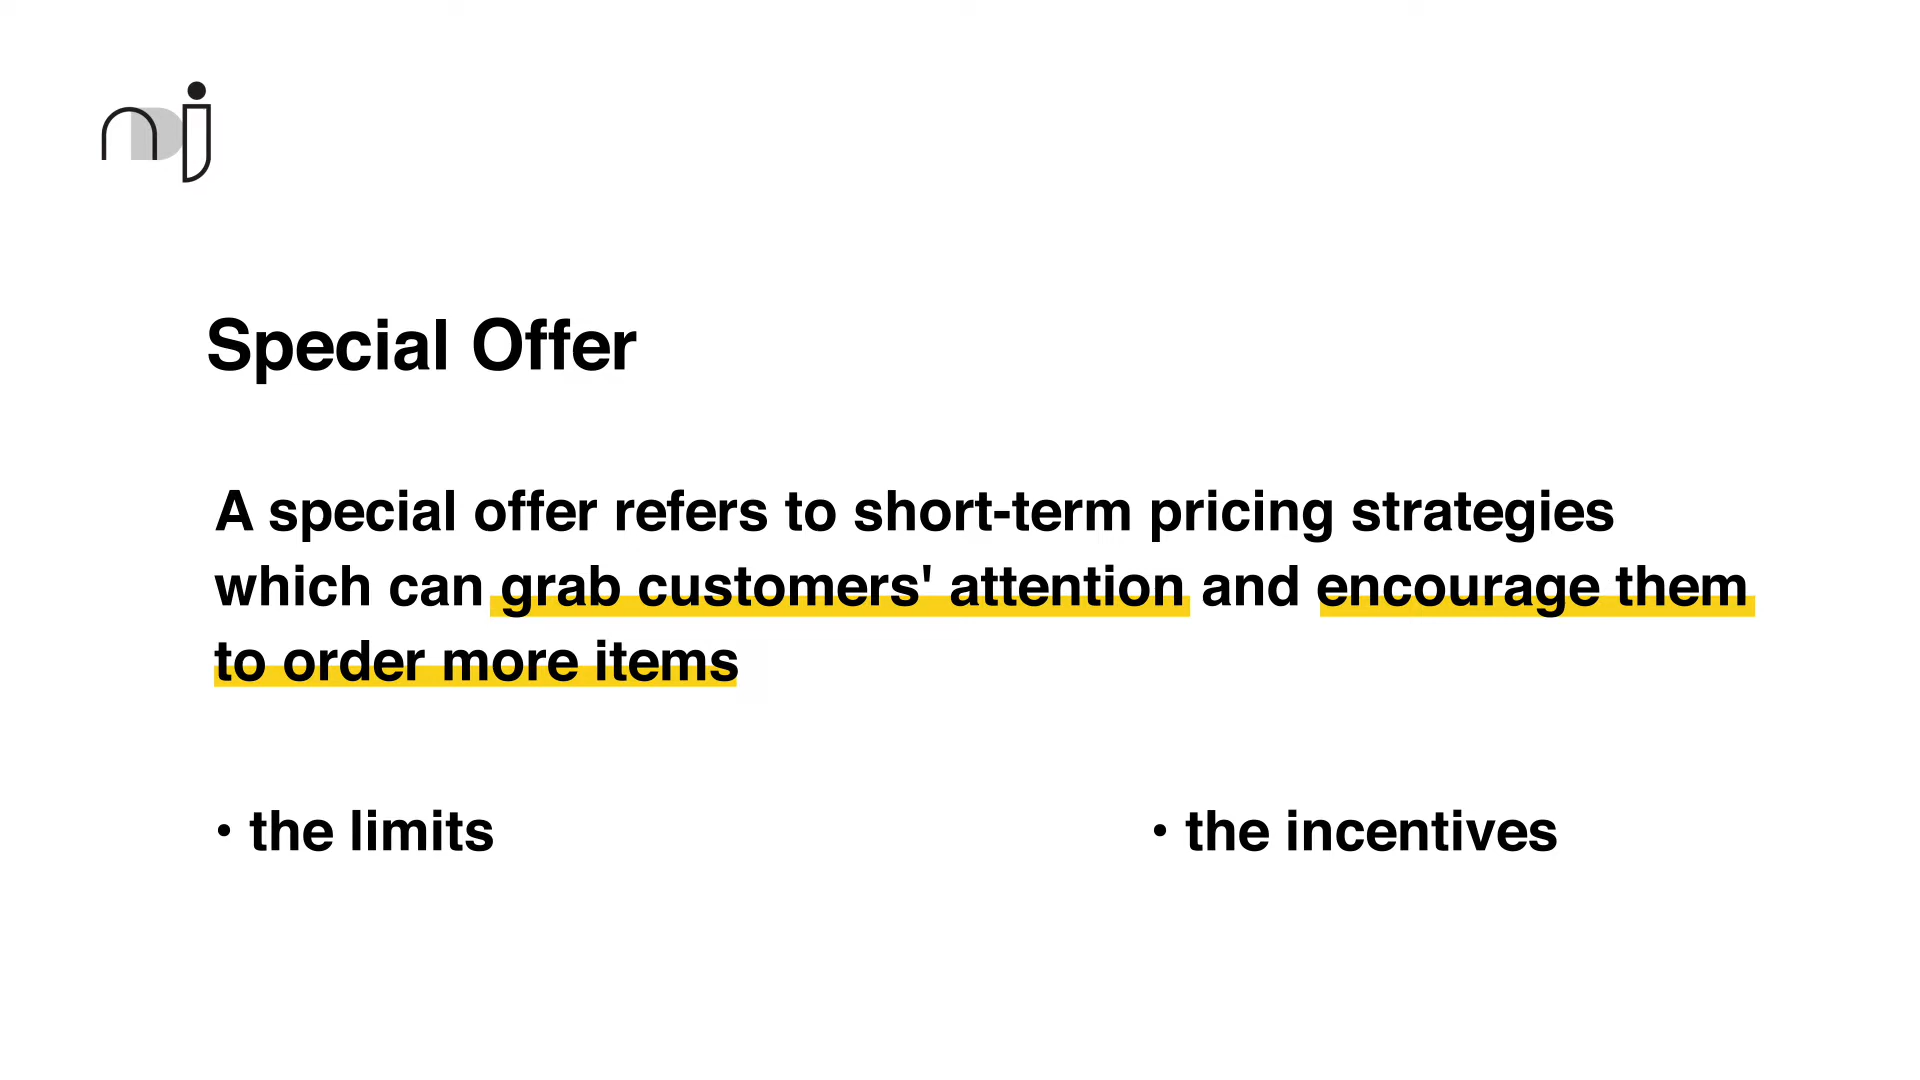 Special Offer
A special offer refers to short-term pricing strategies
which can grab customers' attention and encourage them
to order more items
• the limits
• the incentives